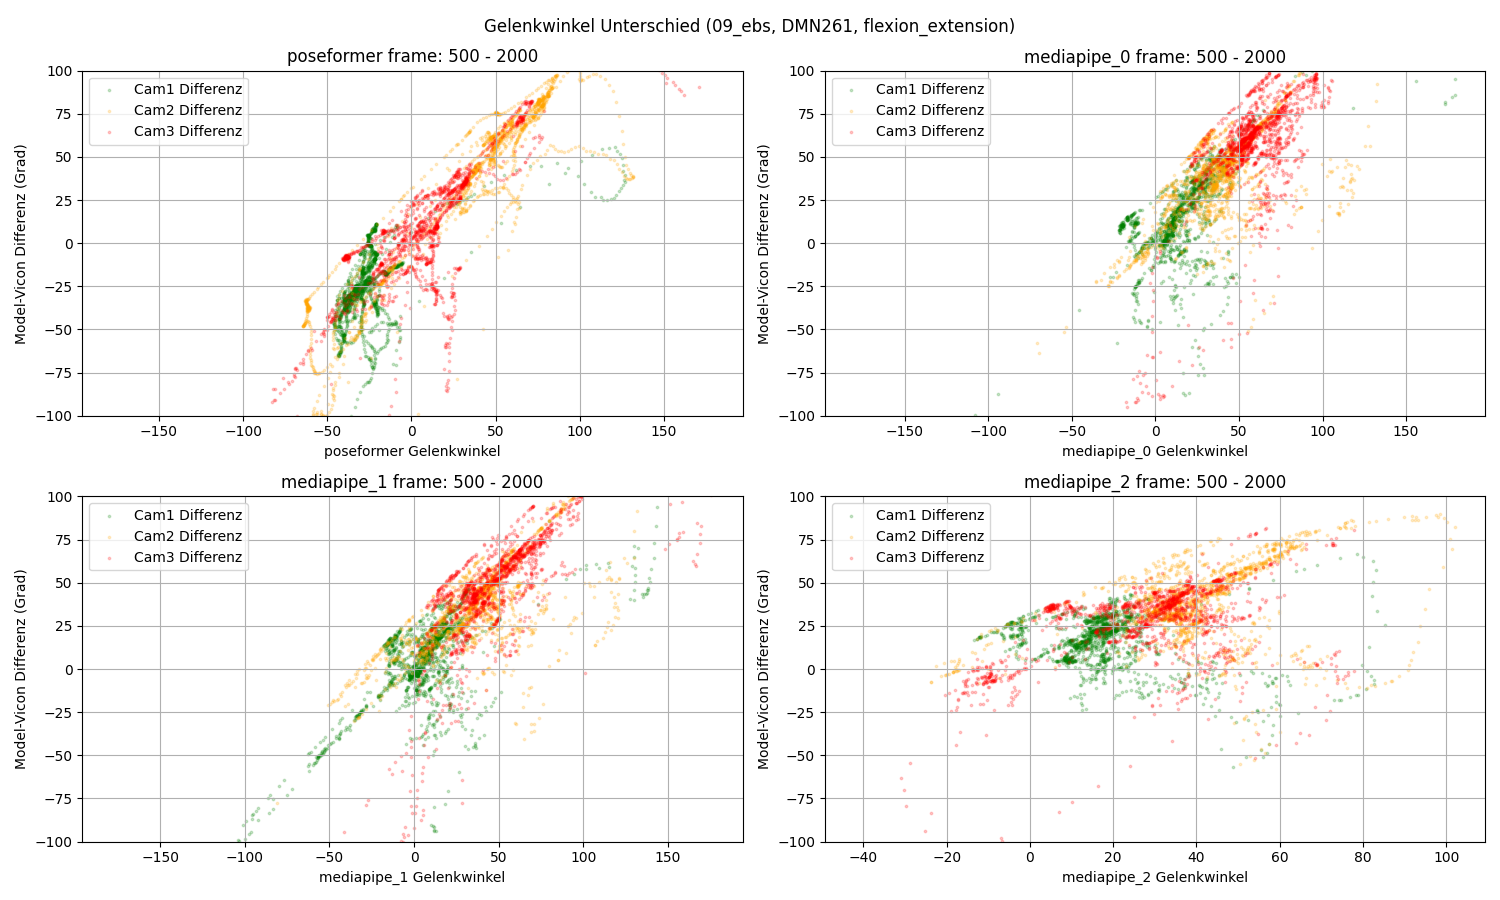 Gelenkwinkel Unterschied (09_ebs, DMN261, flexion_extension)
poseformer frame: 500 - 2000
100
75
50
25
0
−25
−50
−75
−100
Model-Vicon Differenz (Grad)
Cam1 Differenz
Cam2 Differenz
Cam3 Differenz
−150 −100 −50 0 50 100 150
poseformer Gelenkwinkel
mediapipe_0 frame: 500 - 2000
100
75
50
25
0
−25
−50
−75
−100
Model-Vicon Differenz (Grad)
Cam1 Differenz
Cam2 Differenz
Cam3 Differenz
−150 −100 −50 0 50 100 150
mediapipe_0 Gelenkwinkel
mediapipe_1 frame: 500 - 2000
100
75
50
25
0
−25
−50
−75
−100
Model-Vicon Differenz (Grad)
Cam1 Differenz
Cam2 Differenz
Cam3 Differenz
−150 −100 −50 0 50 100 150
mediapipe_1 Gelenkwinkel
mediapipe_2 frame: 500 - 2000
100
75
50
25
0
−25
−50
−75
−100
Model-Vicon Differenz (Grad)
Cam1 Differenz
Cam2 Differenz
Cam3 Differenz
−40 −20 0 20 40 60 80 100
mediapipe_2 Gelenkwinkel